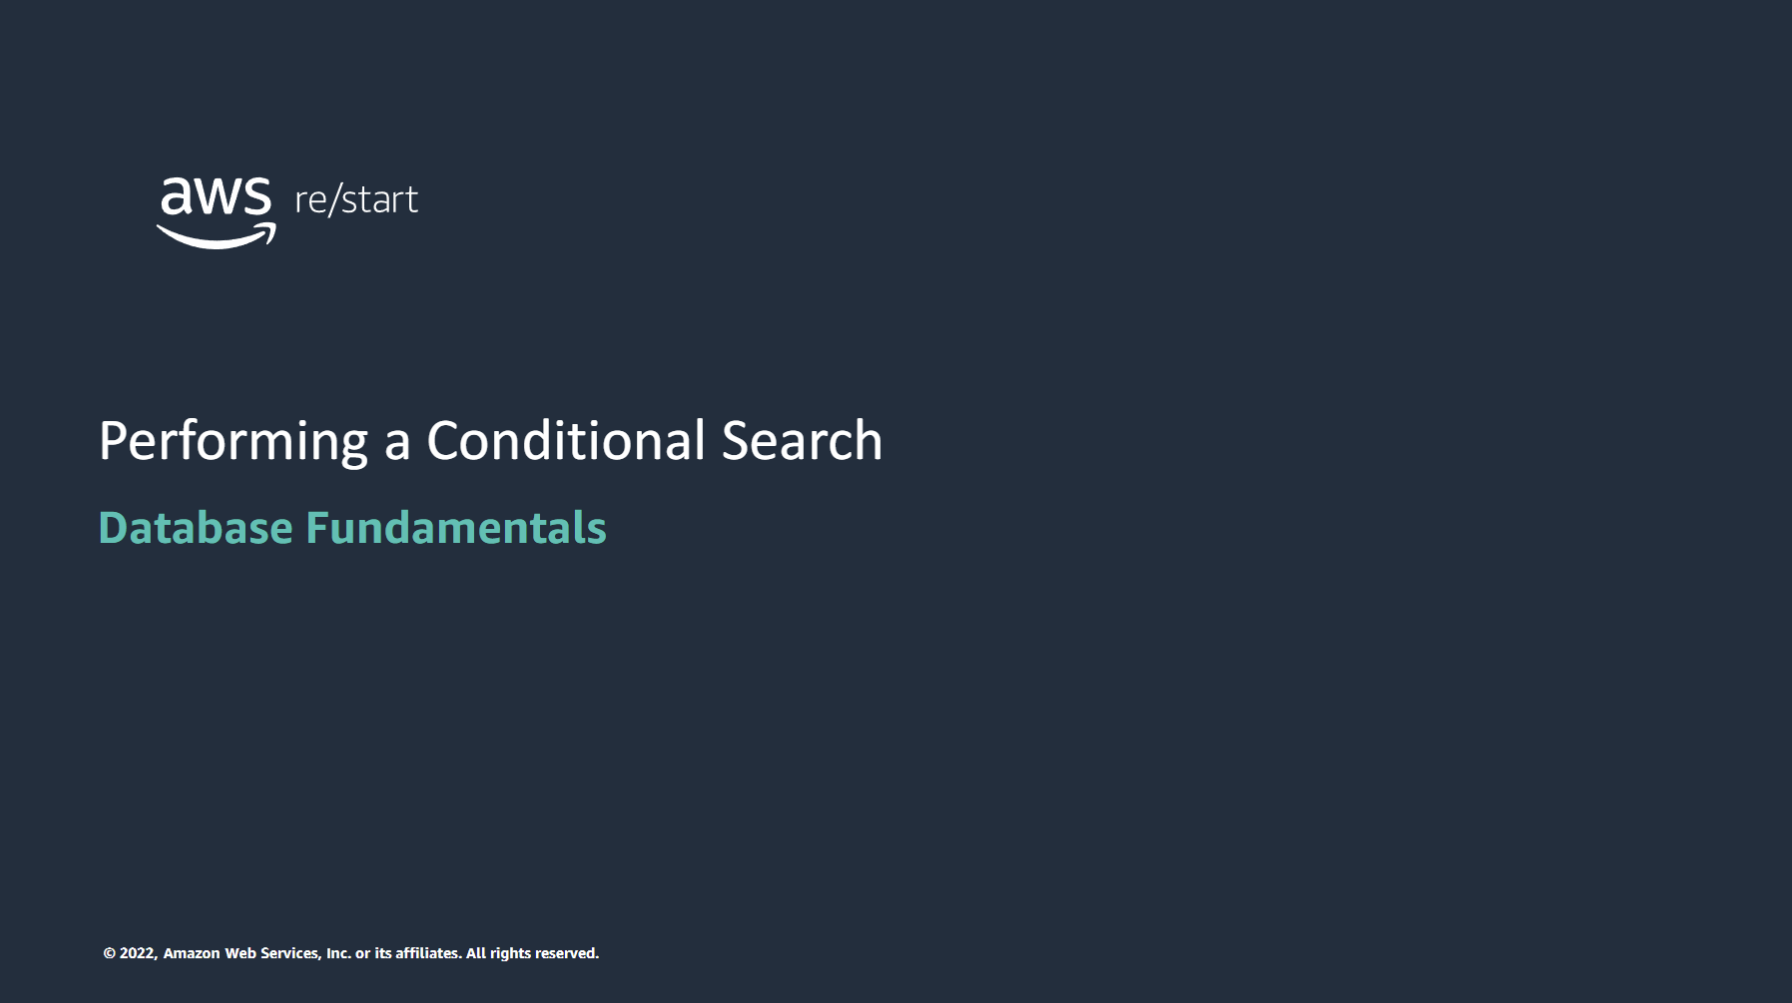 aws re/start
Performing a Conditional Search
Database Fundamentals
© 2022, Amazon Web Services, Inc. or its affiliates. All rights reserved.